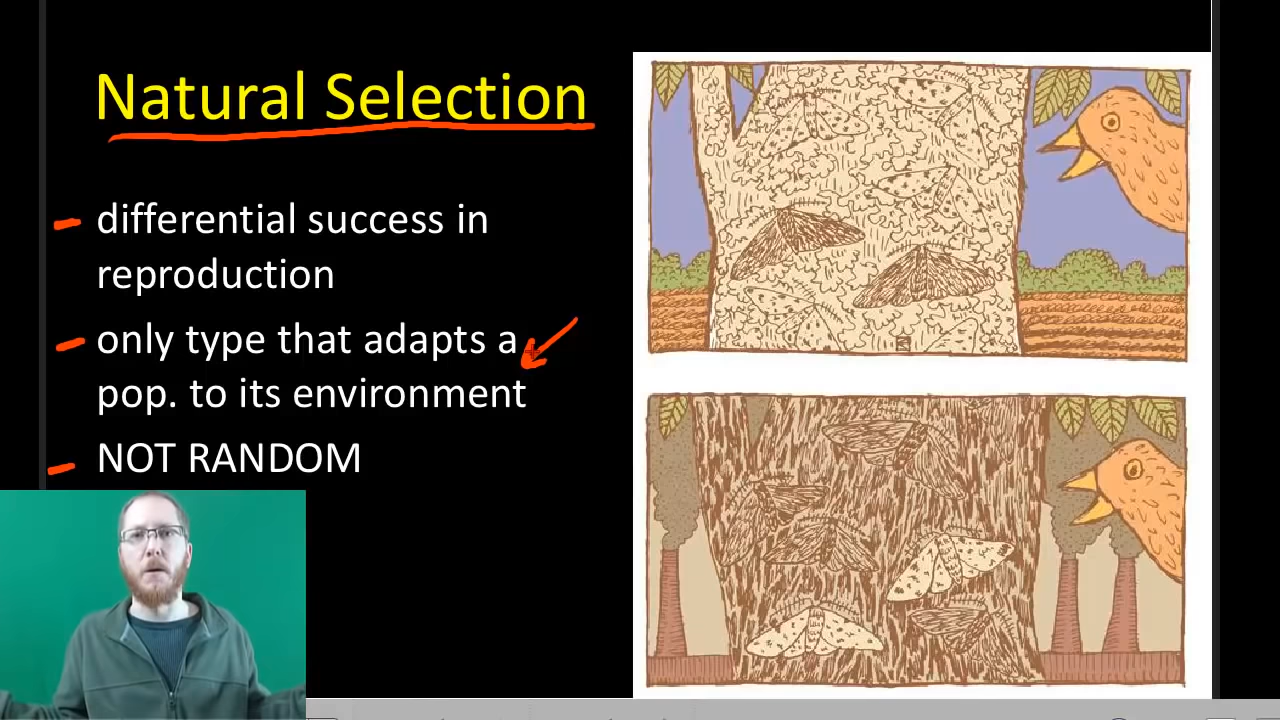 Natural Selection
differential success in
reproduction
only type that adapts a
pop. to its environment
NOT RANDOM